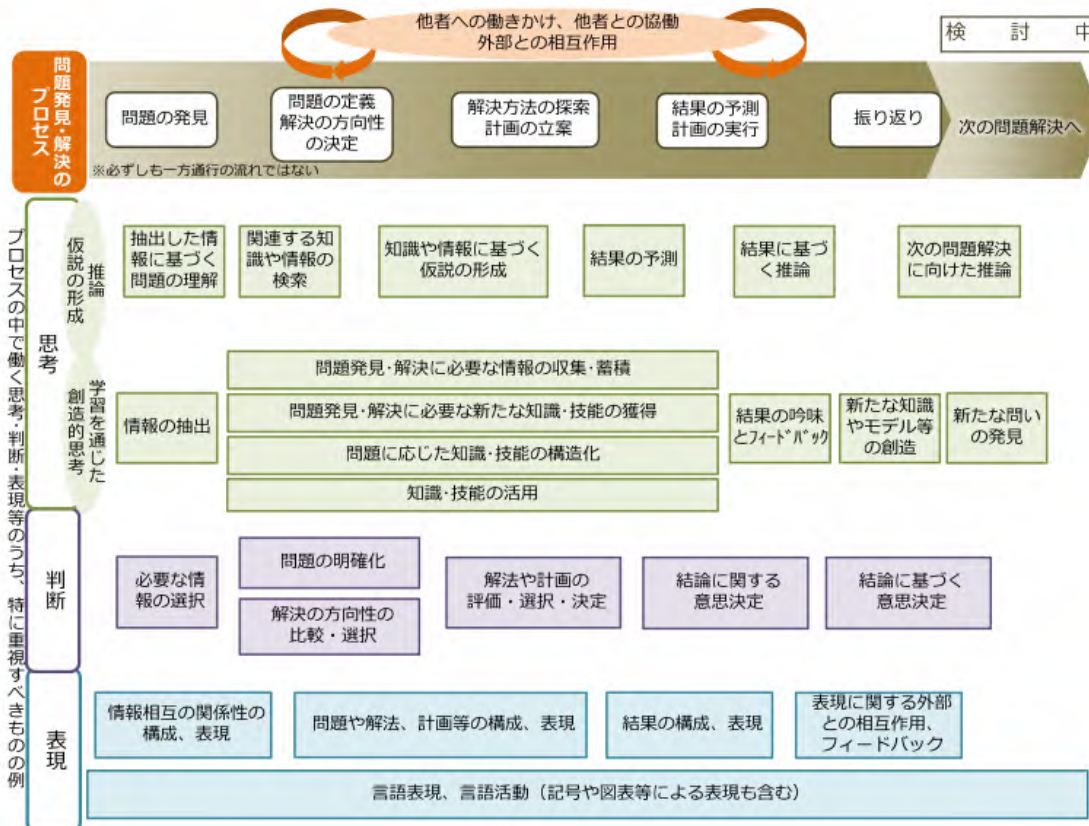 他者への働きかけ、他者との協働
外部との相互作用
検討中
問題発見・解決の
プロセス
問題の発見
問題の定義
解決の方向性
の決定
解決方法の探索
計画の立案
結果の予測
計画の実行
振り返り
次の問題解決へ
※必ずしも一方通行の流れではない
プロセスの中で働く思考・判断・表現等のうち、特に重視すべきものの例
思考
推論
仮説の形成
抽出した情
報に基づく
問題の理解
関連する知
識や情報の
検索
知識や情報に基づく
仮説の形成
結果の予測
結果に基づ
く推論
次の問題解決
に向けた推論
学習を通じた
創造的思考
情報の抽出
問題発見・解決に必要な情報の収集・蓄積
問題発見・解決に必要な新たな知識・技能の獲得
問題に応じた知識・技能の構造化
知識・技能の活用
結果の吟味
とフィードバック
新たな知識
やモデル等
の創造
新たな問い
の発見
判断
必要な情
報の選択
問題の明確化
解決の方向性の
比較・選択
解法や計画の
評価・選択・決定
結論に関する
意思決定
結論に基づく
意思決定
表現
情報相互の関係性の
構成、表現
問題や解法、計画等の構成、表現
結果の構成、表現
表現に関する外部
との相互作用、
フィードバック
言語表現、言語活動（記号や図表等による表現も含む）